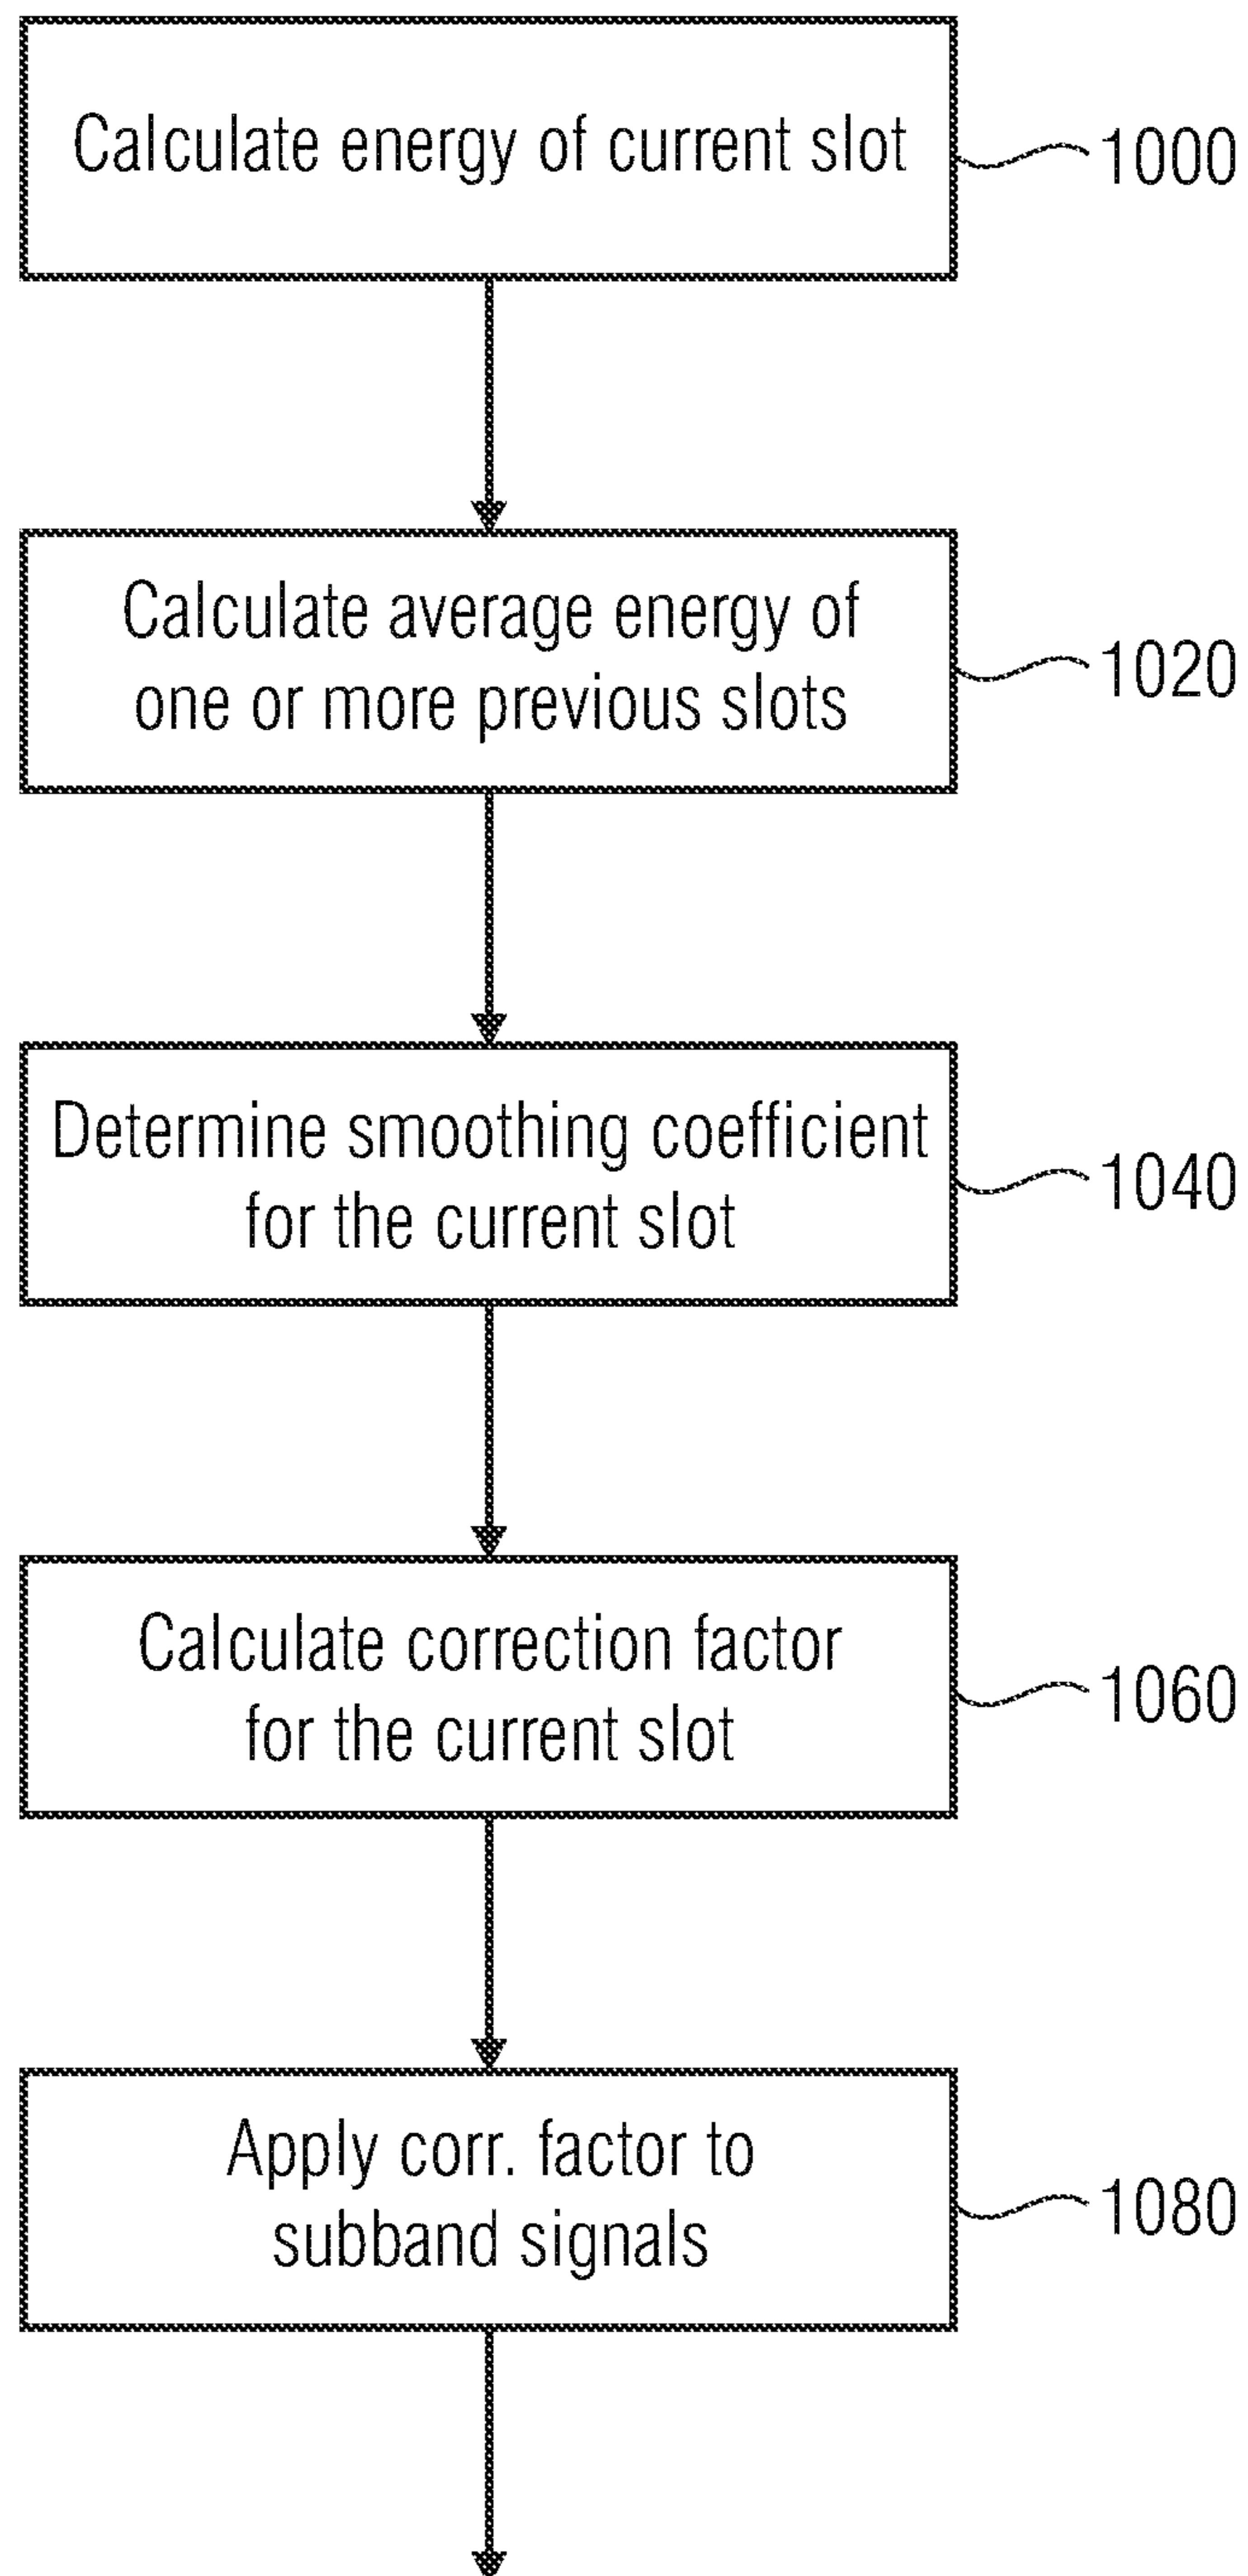 Calculate energy of current slot
1000
Calculate average energy of
one or more previous slots
1020
Determine smoothing coefficient
for the current slot
1040
Calculate correction factor
for the current slot
1060
Apply corr. factor to
subband signals
1080